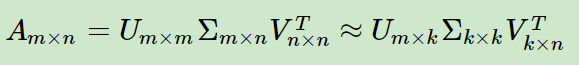 A_{m×n} = U_{m×m} Σ_{m×n} V^T_{n×n} ≈ U_{m×k} Σ_{k×k} V^T_{k×n}